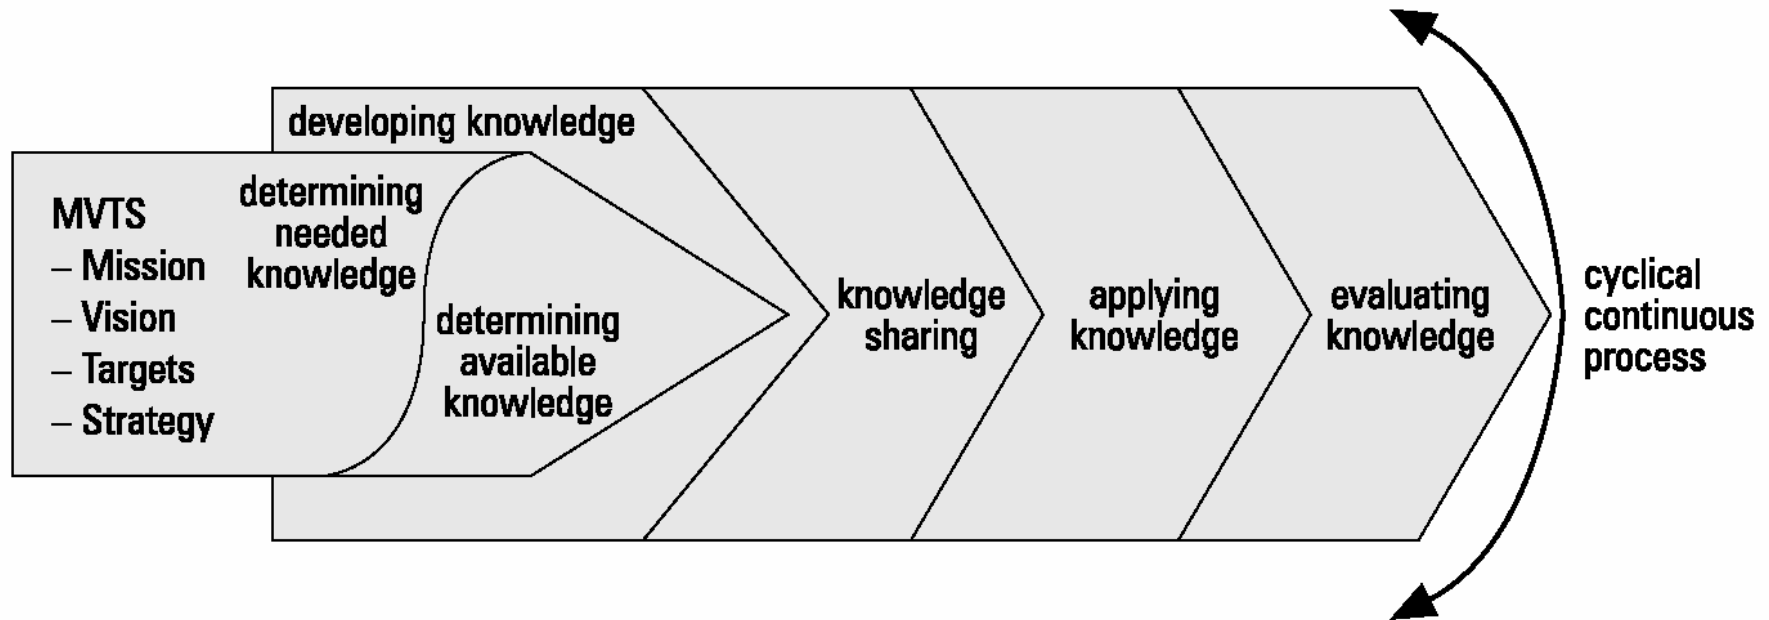 developing knowledge
MVTS
– Mission
– Vision
– Targets
– Strategy
determining
needed
knowledge
determining
available
knowledge
knowledge
sharing
applying
knowledge
evaluating
knowledge
cyclical
continuous
process